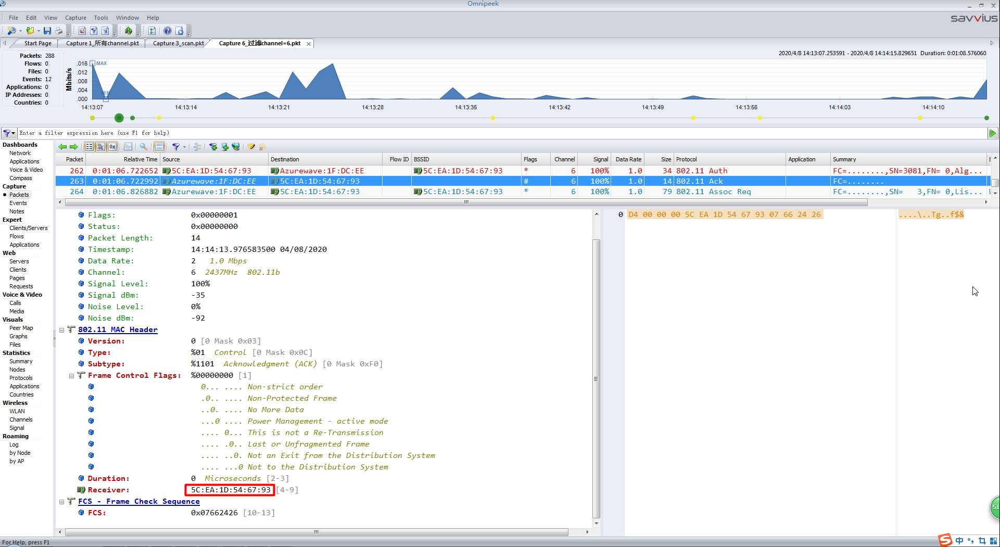 Omnipeek
File Edit View Capture Tools Window Help
savvius
Start Page Capture 1_所有channel.pkt Capture 3_scan.pkt Capture 6_过滤channel=6.pkt
Packets: 288
Flows: 0
Files: 0
Events: 12
Applications: 0
IP Addresses: 0
Countries: 0
2020/4/8 14:13:07.253591 - 2020/4/8 14:14:15.829651 Duration: 0:01:08.576060
Mbits/s
.016
.012
.008
.004
.000
MAX
MIN
14:13:07 14:13:14 14:13:21 14:13:28 14:13:35 14:13:42 14:13:49 14:13:56 14:14:03 14:14:10
Enter a filter expression here (use F1 for help)
Dashboards
Network
Applications
Voice & Video
Compass
Capture
Packets
Events
Notes
Expert
Clients/Servers
Flows
Applications
Web
Servers
Clients
Pages
Requests
Voice & Video
Calls
Media
Visuals
Peer Map
Graphs
Files
Statistics
Summary
Nodes
Protocols
Applications
Countries
Wireless
WLAN
Channels
Signal
Roaming
Log
by Node
by AP
0x
Packet Relative Time Source Destination Flow ID BSSID Flags Channel Signal Data Rate Size Protocol Application Summary E
262 0:01:06.722652 5C:EA:1D:54:67:93 Azurewave:1F:DC:EE 5C:EA:1D:54:67:93 * 6 100% 1.0 34 802.11 Auth FC=........,SN=3081,FN= 0,Alg...
263 0:01:06.722992 Azurewave:1F:DC:EE 5C:EA:1D:54:67:93 # 6 100% 1.0 14 802.11 Ack FC=........
264 0:01:06.826882 Azurewave:1F:DC:EE 5C:EA:1D:54:67:93 5C:EA:1D:54:67:93 * 6 100% 1.0 79 802.11 Assoc Req FC=........,SN= 3,FN= 0,Lis...
Flags: 0x00000001
Status: 0x00000000
Packet Length: 14
Timestamp: 14:14:13.976583500 04/08/2020
Data Rate: 2 1.0 Mbps
Channel: 6 2437MHz 802.11b
Signal Level: 100%
Signal dBm: -35
Noise Level: 0%
Noise dBm: -92
802.11 MAC Header
Version: 0 [0 Mask 0x03]
Type: %01 Control [0 Mask 0x0C]
Subtype: %1101 Acknowledgment (ACK) [0 Mask 0xF0]
Frame Control Flags: %00000000 [1]
0... .... Non-strict order
.0.. .... Non-Protected Frame
..0. .... No More Data
...0 .... Power Management - active mode
.... 0... This is not a Re-Transmission
.... .0.. Last or Unfragmented Frame
.... ..0. Not an Exit from the Distribution System
.... ...0 Not to the Distribution System
Duration: 0 Microseconds [2-3]
Receiver: 5C:EA:1D:54:67:93 [4-9]
FCS - Frame Check Sequence
FCS: 0x07662426 [10-13]
0 D4 00 00 00 5C EA 1D 54 67 93 07 66 24 26 ....\..Tg..f$&
51
For Help, press F1
S 中